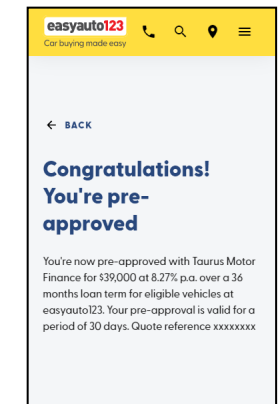 easyauto123
Car buying made easy
BACK
Congratulations!
You're pre-
approved
You're now pre-approved with Taurus Motor
Finance for $39,000 at 8.27% p.a. over a 36
months loan term for eligible vehicles at
easyauto123. Your pre-approval is valid for a
period of 30 days. Quote reference xxxxxxxx